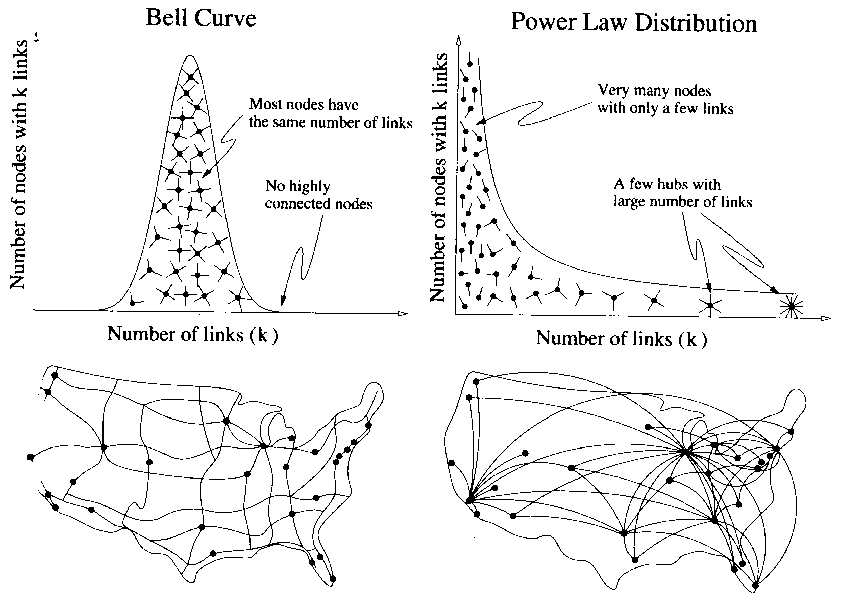 Bell Curve
Number of nodes with k links
Most nodes have
the same number of links
No highly
connected nodes
Number of links (k)
Power Law Distribution
Number of nodes with k links
Very many nodes
with only a few links
A few hubs with
large number of links
Number of links (k)